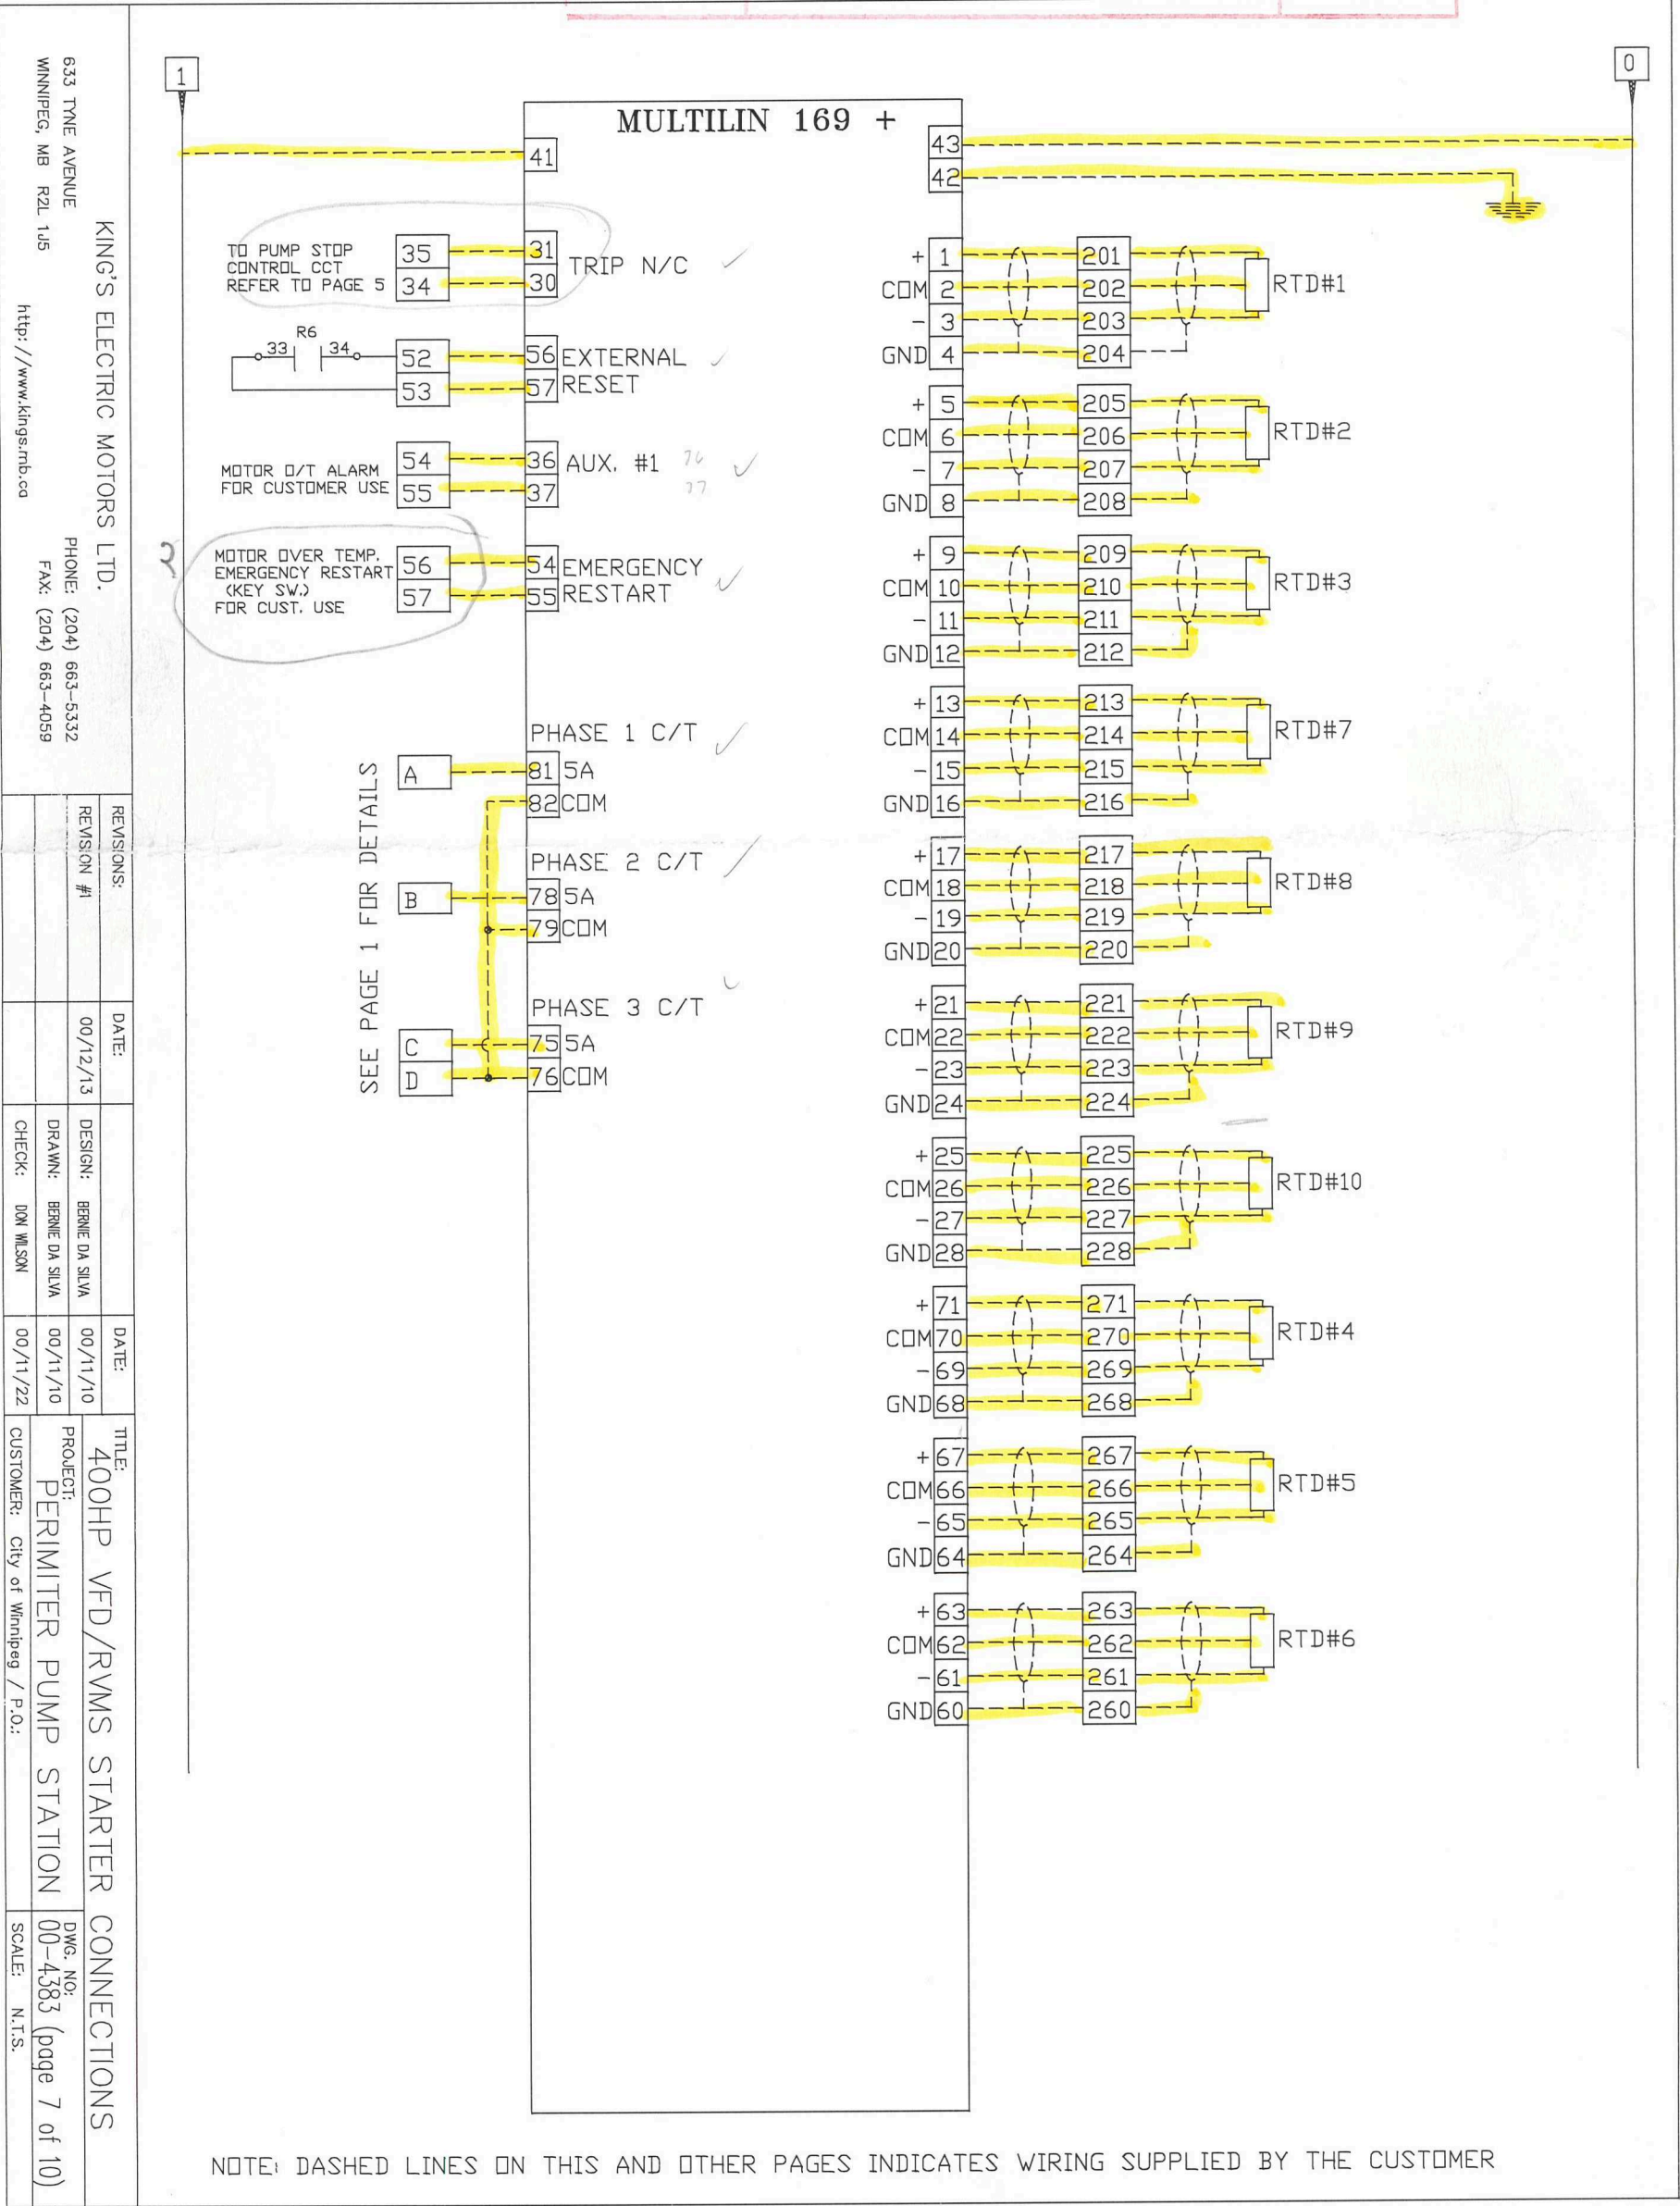 1
0
MULTILIN 169 +
41
43
42
TO PUMP STOP
CONTROL CCT
REFER TO PAGE 5
35
34
31
30
TRIP N/C
R6
33
34
52
53
56
57
EXTERNAL
RESET
MOTOR O/T ALARM
FOR CUSTOMER USE
54
55
36
37
AUX. #1
MOTOR OVER TEMP.
EMERGENCY RESTART
(KEY SW.)
FOR CUST. USE
56
57
54
55
EMERGENCY
RESTART
SEE PAGE 1 FOR DETAILS
PHASE 1 C/T
A
81 5A
82 COM
PHASE 2 C/T
B
78 5A
79 COM
PHASE 3 C/T
C
75 5A
D
76 COM
+ 1 201
COM 2 202
- 3 203
GND 4 204
RTD#1
+ 5 205
COM 6 206
- 7 207
GND 8 208
RTD#2
+ 9 209
COM 10 210
- 11 211
GND 12 212
RTD#3
+ 13 213
COM 14 214
- 15 215
GND 16 216
RTD#7
+ 17 217
COM 18 218
- 19 219
GND 20 220
RTD#8
+ 21 221
COM 22 222
- 23 223
GND 24 224
RTD#9
+ 25 225
COM 26 226
- 27 227
GND 28 228
RTD#10
+ 71 271
COM 70 270
- 69 269
GND 68 268
RTD#4
+ 67 267
COM 66 266
- 65 265
GND 64 264
RTD#5
+ 63 263
COM 62 262
- 61 261
GND 60 260
RTD#6
NOTE: DASHED LINES ON THIS AND OTHER PAGES INDICATES WIRING SUPPLIED BY THE CUSTOMER
KING'S ELECTRIC MOTORS LTD.
633 TYNE AVENUE
WINNIPEG, MB R2L 1J5
PHONE: (204) 663-5332
FAX: (204) 663-4059
http://www.kings.mb.ca
REVISIONS:
DATE:
REVISION #1
00/12/13
DATE:
DESIGN: BERNIE DA SILVA
00/11/10
DRAWN: BERNIE DA SILVA
00/11/10
CHECK: DON WILSON
00/11/22
TITLE:
400HP VFD/RVMS STARTER CONNECTIONS
PROJECT:
PERIMITER PUMP STATION
DWG. NO:
00-4383 (page 7 of 10)
CUSTOMER: City of Winnipeg / P.O.:
SCALE: N.T.S.